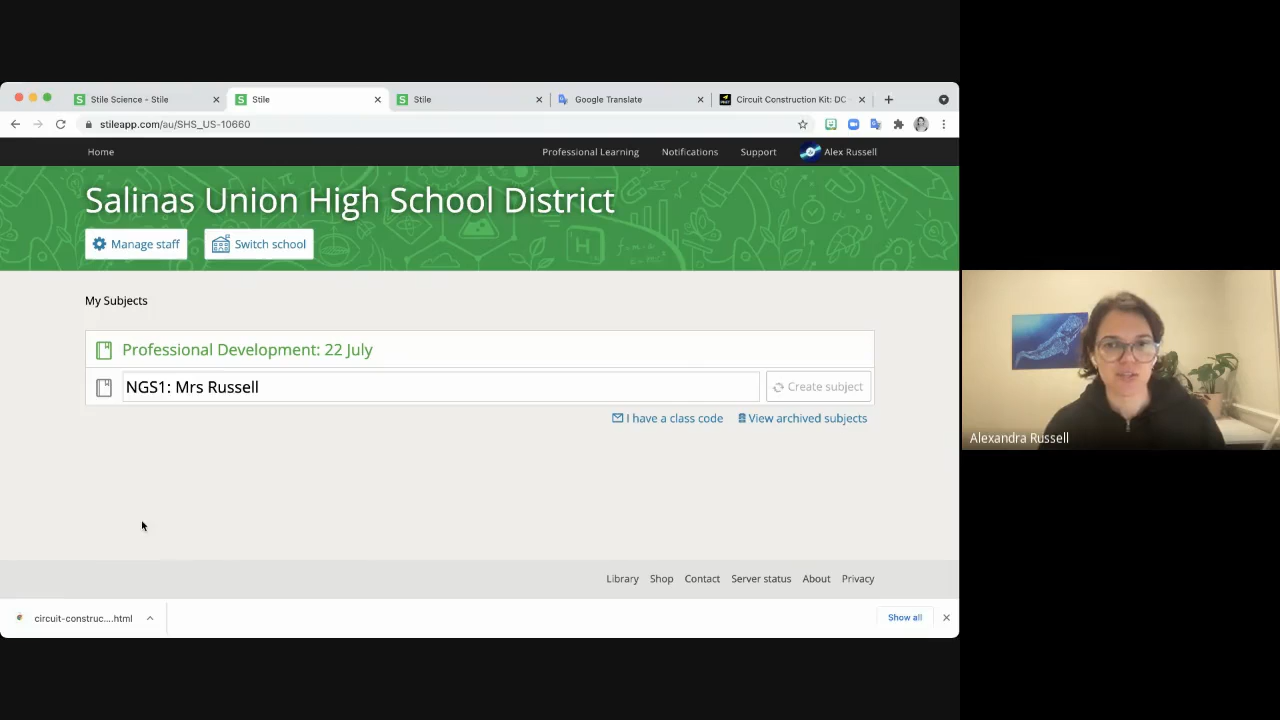 Stile Science - Stile
Stile
Stile
Google Translate
Circuit Construction Kit: DC
stileapp.com/au/SHS_US-10660
Home
Professional Learning
Notifications
Support
Alex Russell
Salinas Union High School District
Manage staff
Switch school
My Subjects
Professional Development: 22 July
NGS1: Mrs Russell
Create subject
I have a class code
View archived subjects
Alexandra Russell
Library
Shop
Contact
Server status
About
Privacy
circuit-construc....html
Show all